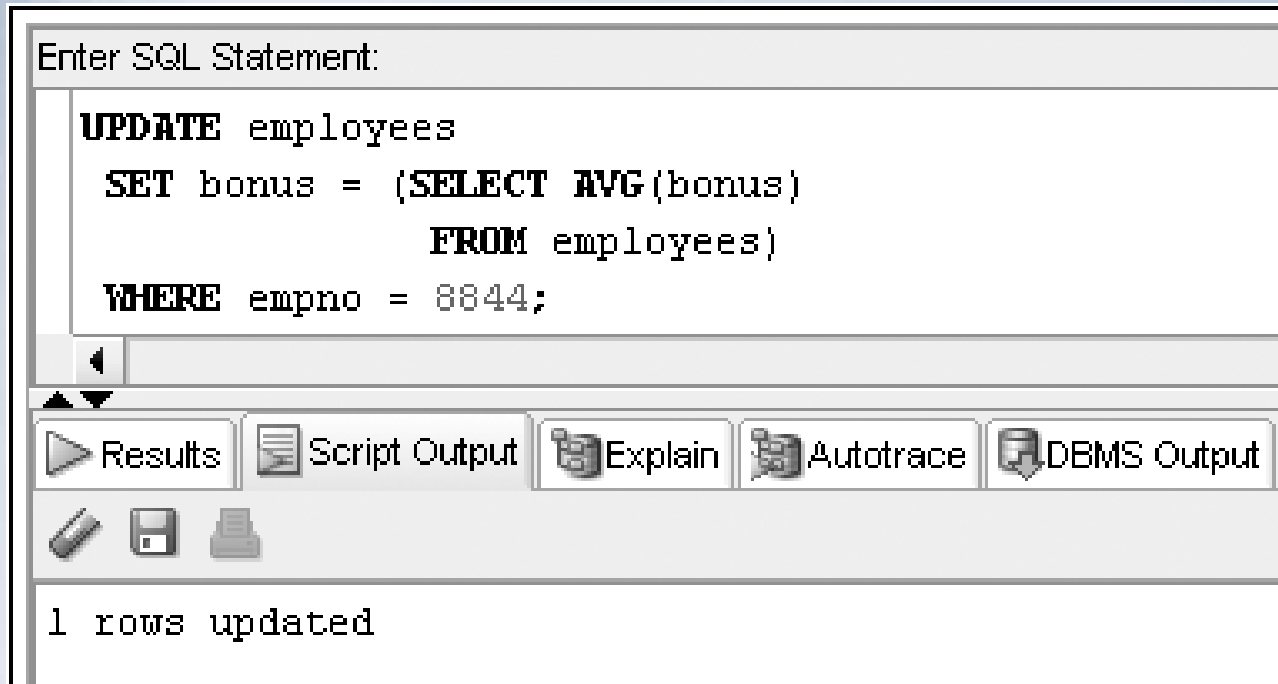 Enter SQL Statement:
UPDATE employees
SET bonus = (SELECT AVG(bonus)
FROM employees)
WHERE empno = 8844;
Results Script Output Explain Autotrace DBMS Output
1 rows updated